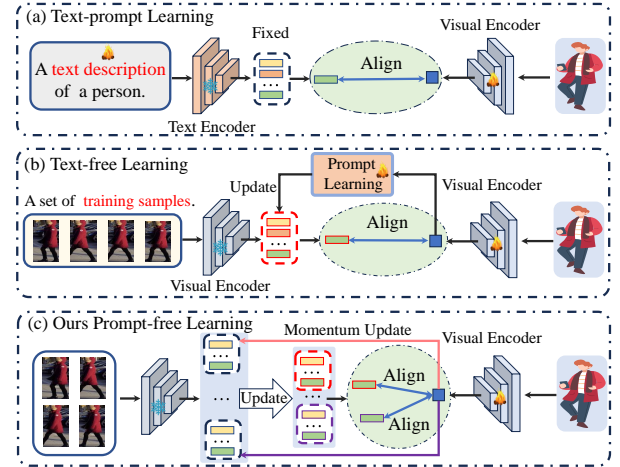 (a) Text-prompt Learning
Fixed
Visual Encoder
A text description
of a person.
Align
Text Encoder
(b) Text-free Learning
Prompt
Learning
Update
Visual Encoder
A set of training samples.
Align
Visual Encoder
(c) Ours Prompt-free Learning
Momentum Update
Visual Encoder
Align
Update
Align